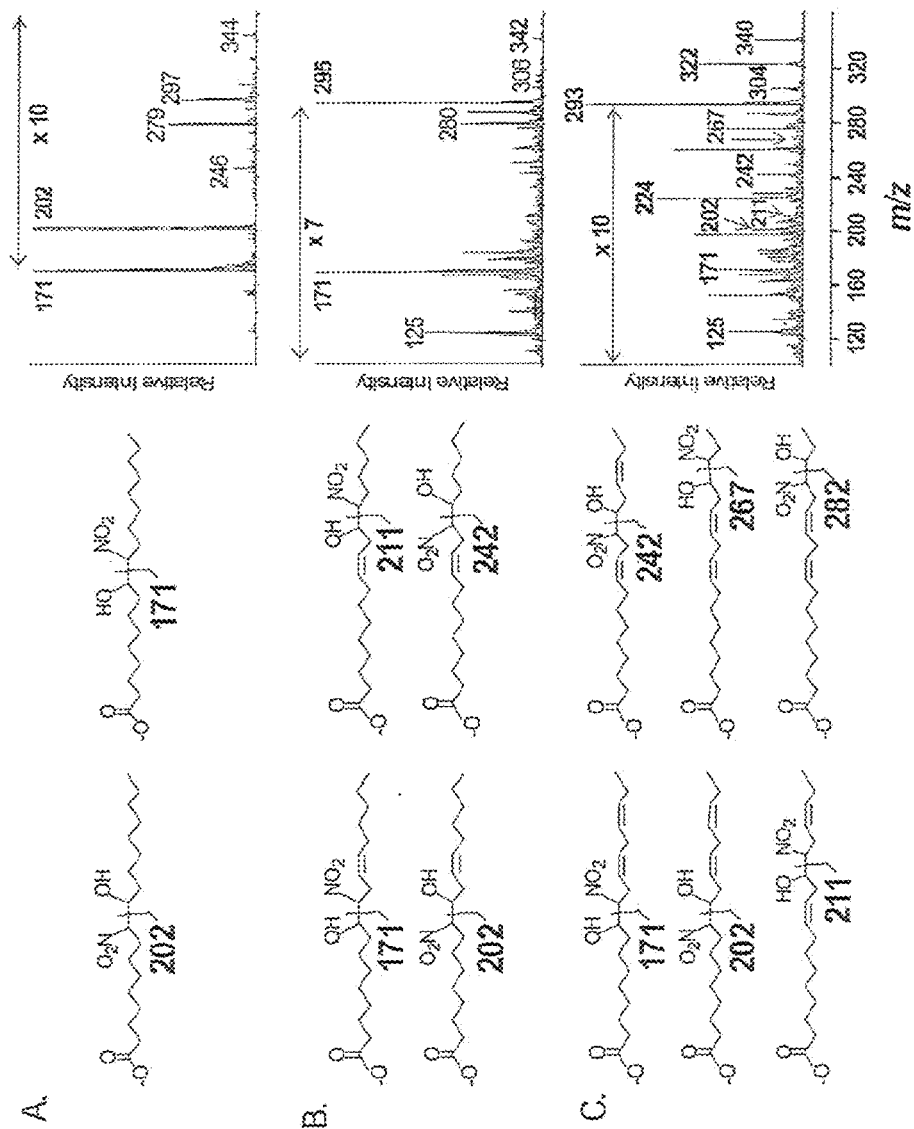 A.
O
-O
O2N
OH
202
O
-O
OH
NO2
171
Relative Intensity
x 10
171
202
246
279
297
344
B.
O
-O
OH
NO2
171
O
-O
O2N
OH
202
O
-O
OH
NO2
211
O
-O
O2N
OH
242
Relative Intensity
x 7
125
171
280
295
308
342
C.
O
-O
OH
NO2
171
O
-O
O2N
OH
202
O
-O
HO
NO2
211
O
-O
O2N
OH
242
O
-O
HO
NO2
267
O
-O
O2N
OH
282
Relative Intensity
x 10
125
171
202
211
224
242
267
293
304
322
340
120 160 200 240 280 320
m/z